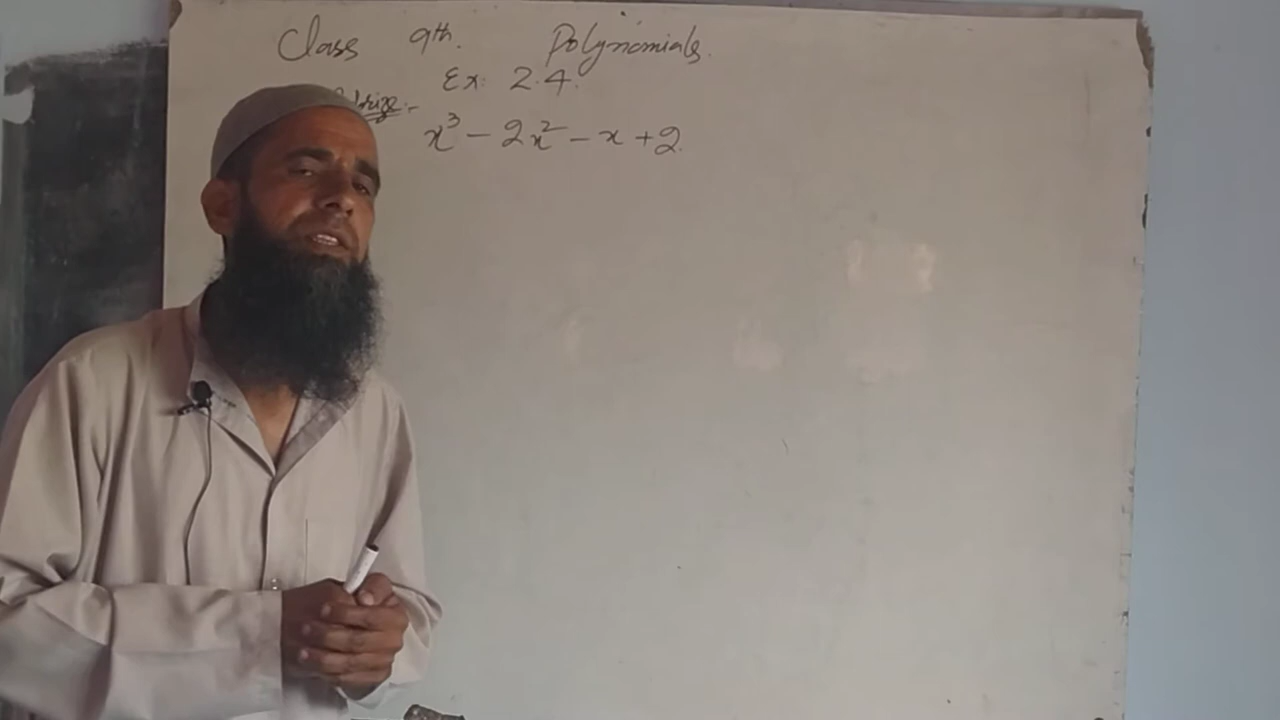 Class 9th. Polynomials.
Ex: 2.4.
x³ - 2x² - x + 2.